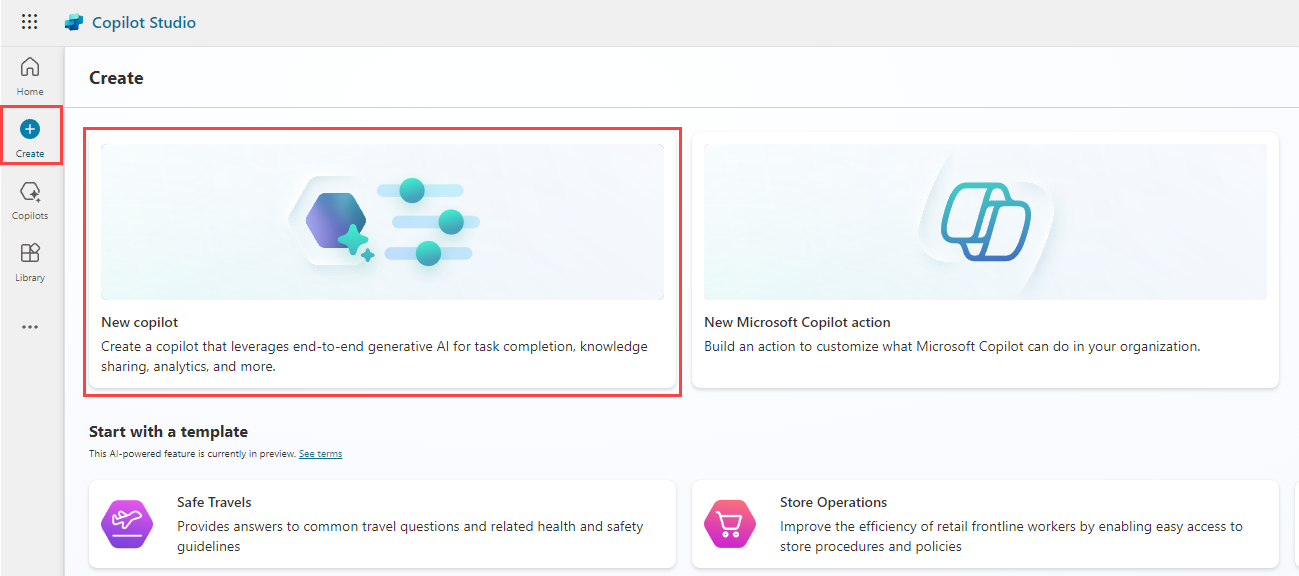 Copilot Studio
Home
Create
Copilots
Library
Create
New copilot
Create a copilot that leverages end-to-end generative AI for task completion, knowledge
sharing, analytics, and more.
New Microsoft Copilot action
Build an action to customize what Microsoft Copilot can do in your organization.
Start with a template
This AI-powered feature is currently in preview. See terms
Safe Travels
Provides answers to common travel questions and related health and safety
guidelines
Store Operations
Improve the efficiency of retail frontline workers by enabling easy access to
store procedures and policies